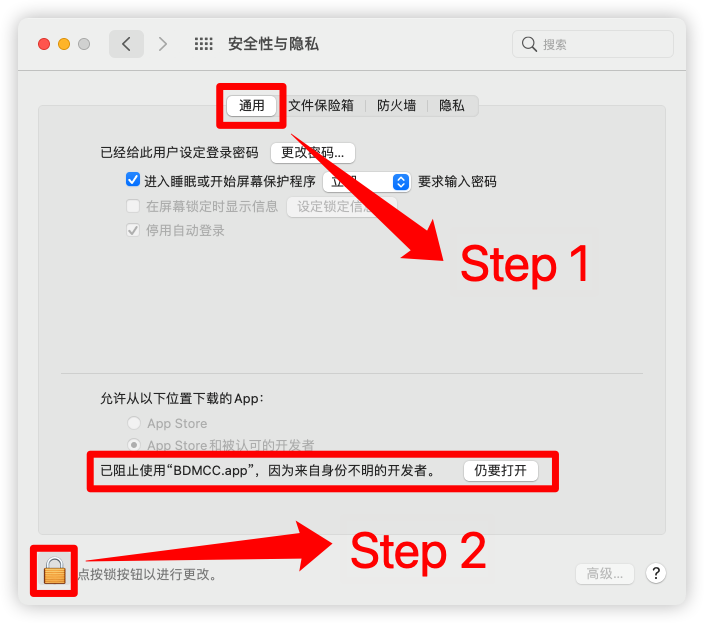 安全性与隐私
搜索
通用 文件保险箱 防火墙 隐私
已经给此用户设定登录密码 更改密码...
进入睡眠或开始屏幕保护程序 要求输入密码
在屏幕锁定时显示信息 设定锁定信
停用自动登录
Step 1
允许从以下位置下载的App：
App Store
App Store和被认可的开发者
已阻止使用“BDMCC.app”，因为来自身份不明的开发者。 仍要打开
Step 2
点按锁按钮以进行更改。
高级... ?